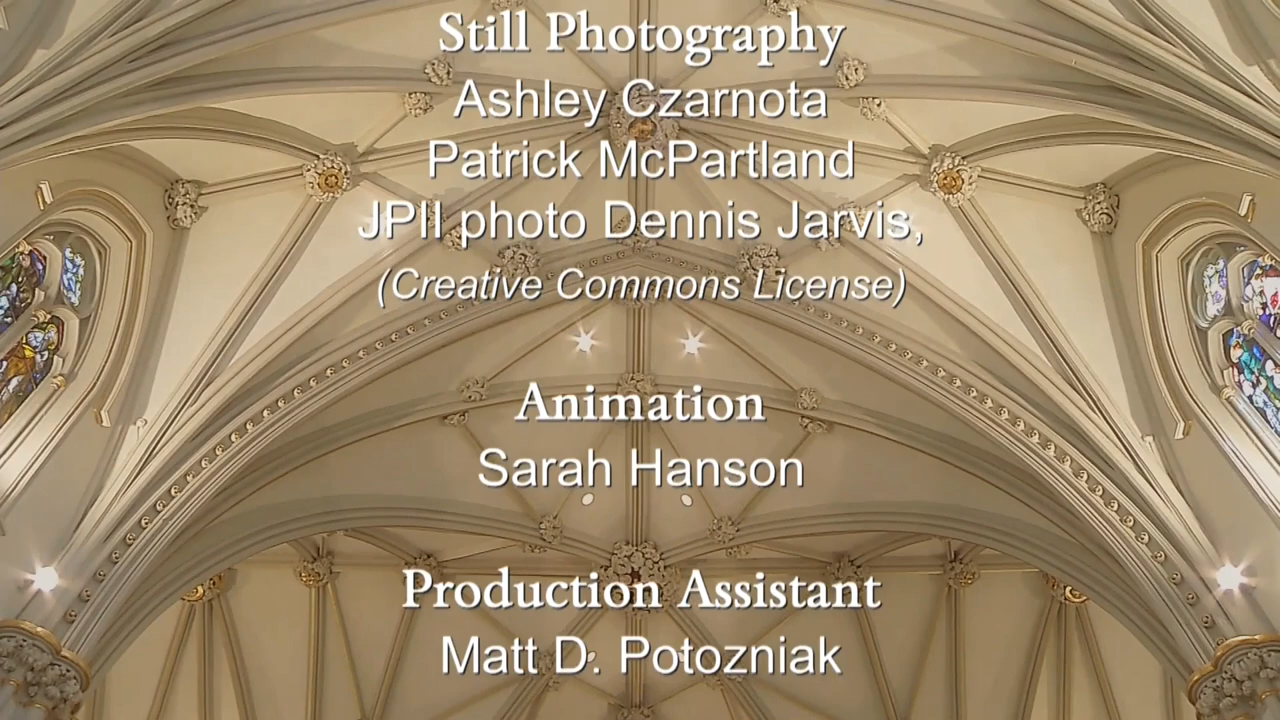 Still Photography
Ashley Czarnota
Patrick McPartland
JPII photo Dennis Jarvis,
(Creative Commons License)
Animation
Sarah Hanson
Production Assistant
Matt D. Potozniak